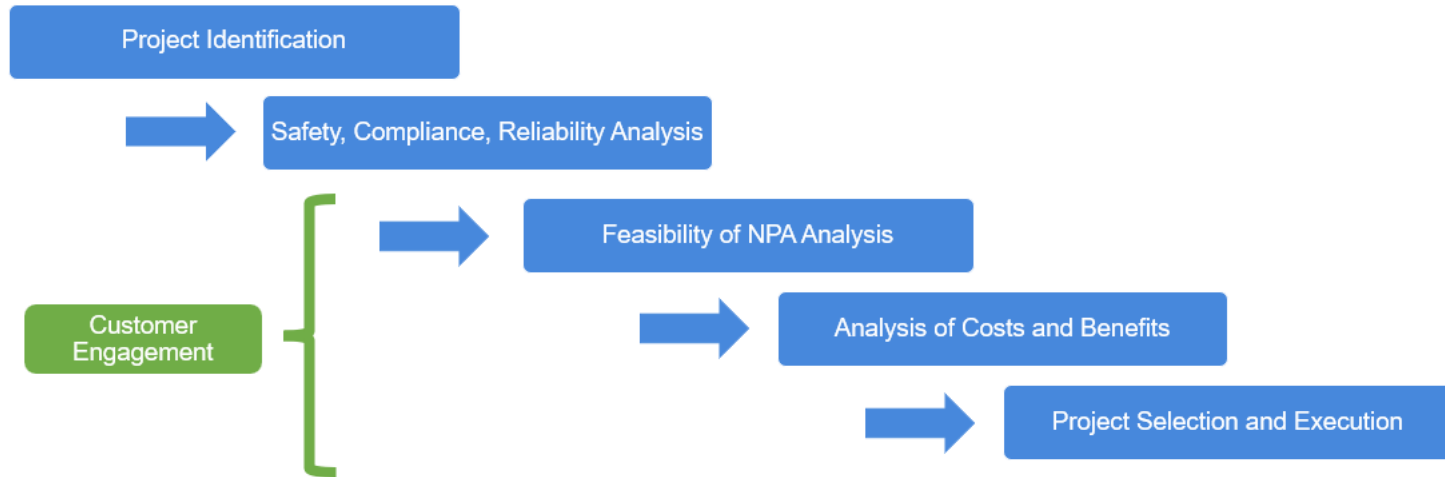 Project Identification
Safety, Compliance, Reliability Analysis
Feasibility of NPA Analysis
Customer
Engagement
Analysis of Costs and Benefits
Project Selection and Execution